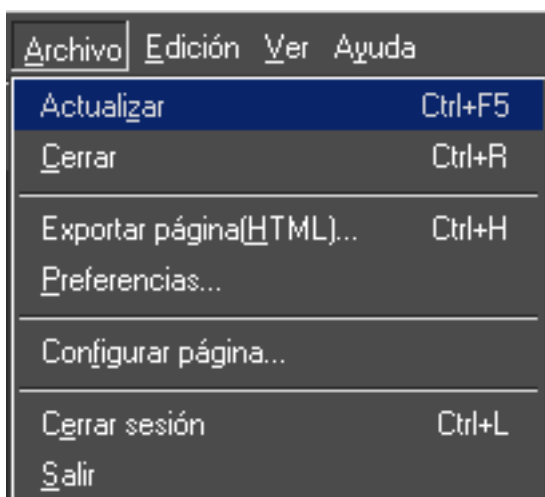 Archivo Edición Ver Ayuda
Actualizar Ctrl+F5
Cerrar Ctrl+R
Exportar página(HTML)... Ctrl+H
Preferencias...
Configurar página...
Cerrar sesión Ctrl+L
Salir